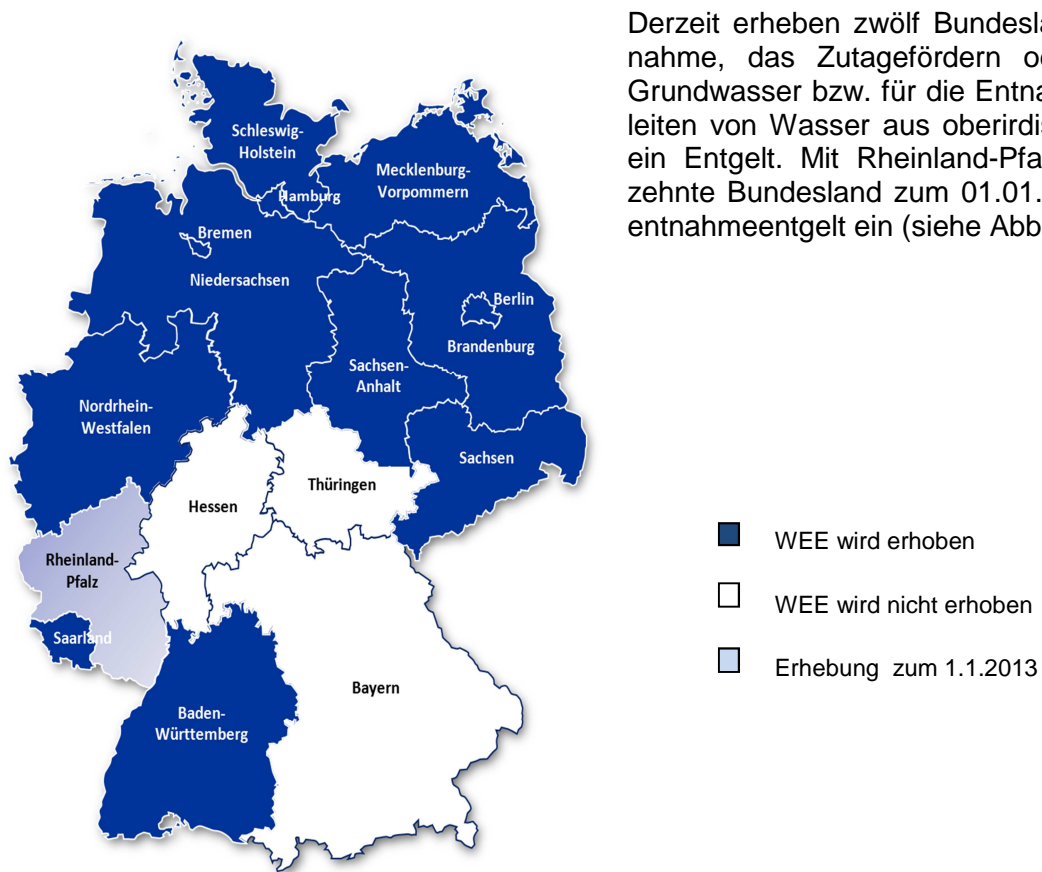 Derzeit erheben zwölf Bundeslä
nahme, das Zutagefördern od
Grundwasser bzw. für die Entna
leiten von Wasser aus oberirdis
ein Entgelt. Mit Rheinland-Pfa
zehnte Bundesland zum 01.01.
entnahmeentgelt ein (siehe Abb
Schleswig-
Holstein
Mecklenburg-
Vorpommern
Hamburg
Bremen
Niedersachsen
Berlin
Brandenburg
Sachsen-
Anhalt
Nordrhein-
Westfalen
Sachsen
Thüringen
Hessen
Rheinland-
Pfalz
Saarland
Bayern
Baden-
Württemberg
WEE wird erhoben
WEE wird nicht erhoben
Erhebung zum 1.1.2013